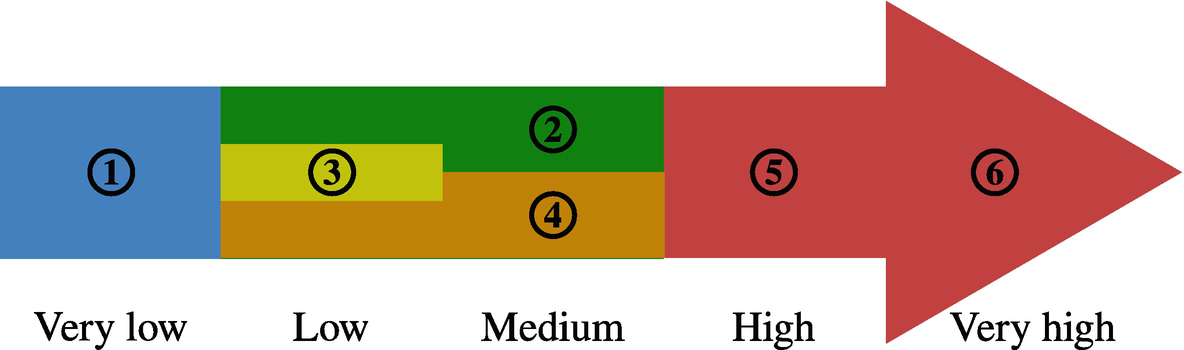 ①
②
③
④
⑤
⑥
Very low
Low
Medium
High
Very high